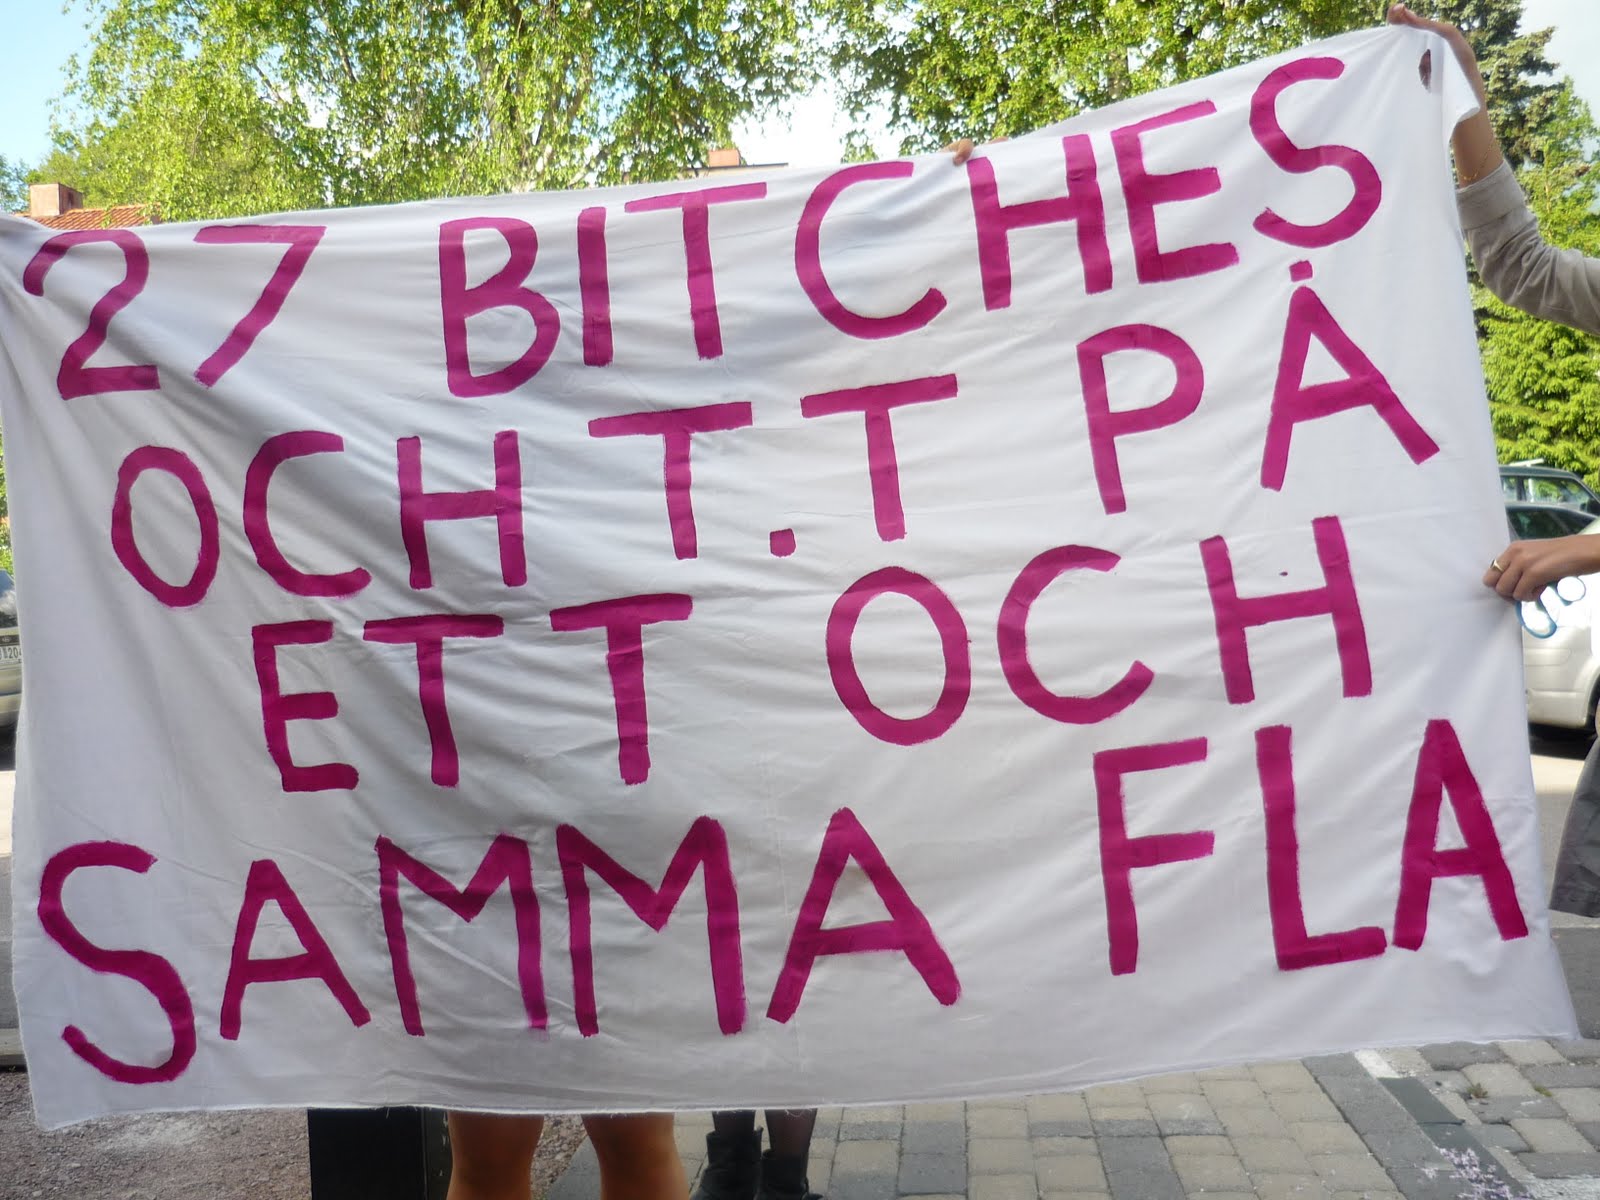 27 BITCHES
OCH T.T PÅ
ETT OCH
SAMMA FLA